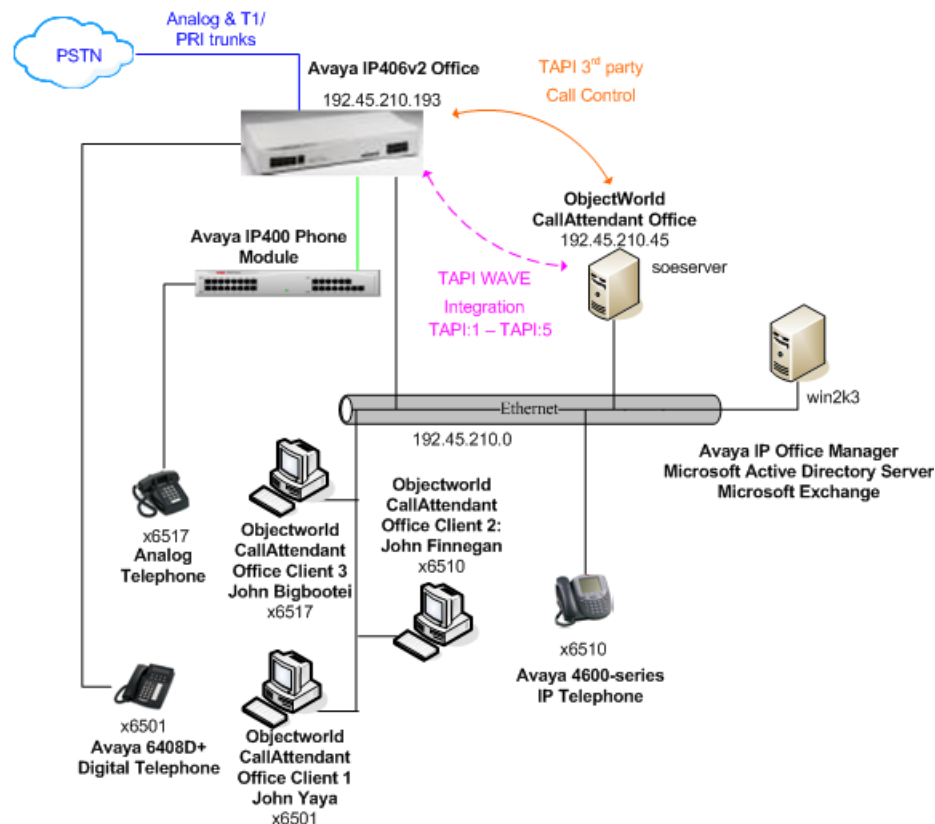 Analog & T1/
PRI trunks
PSTN
Avaya IP406v2 Office
192.45.210.193
TAPI 3rd party
Call Control
ObjectWorld
CallAttendant Office
192.45.210.45
soeserver
Avaya IP400 Phone
Module
TAPI WAVE
Integration
TAPI:1 – TAPI:5
win2k3
Ethernet
192.45.210.0
Avaya IP Office Manager
Microsoft Active Directory Server
Microsoft Exchange
x6517
Analog
Telephone
Objectworld
CallAttendant
Office Client 3
John Bigbootei
x6517
Objectworld
CallAttendant
Office Client 2:
John Finnegan
x6510
x6510
Avaya 4600-series
IP Telephone
x6501
Avaya 6408D+
Digital Telephone
Objectworld
CallAttendant
Office Client 1
John Yaya
x6501